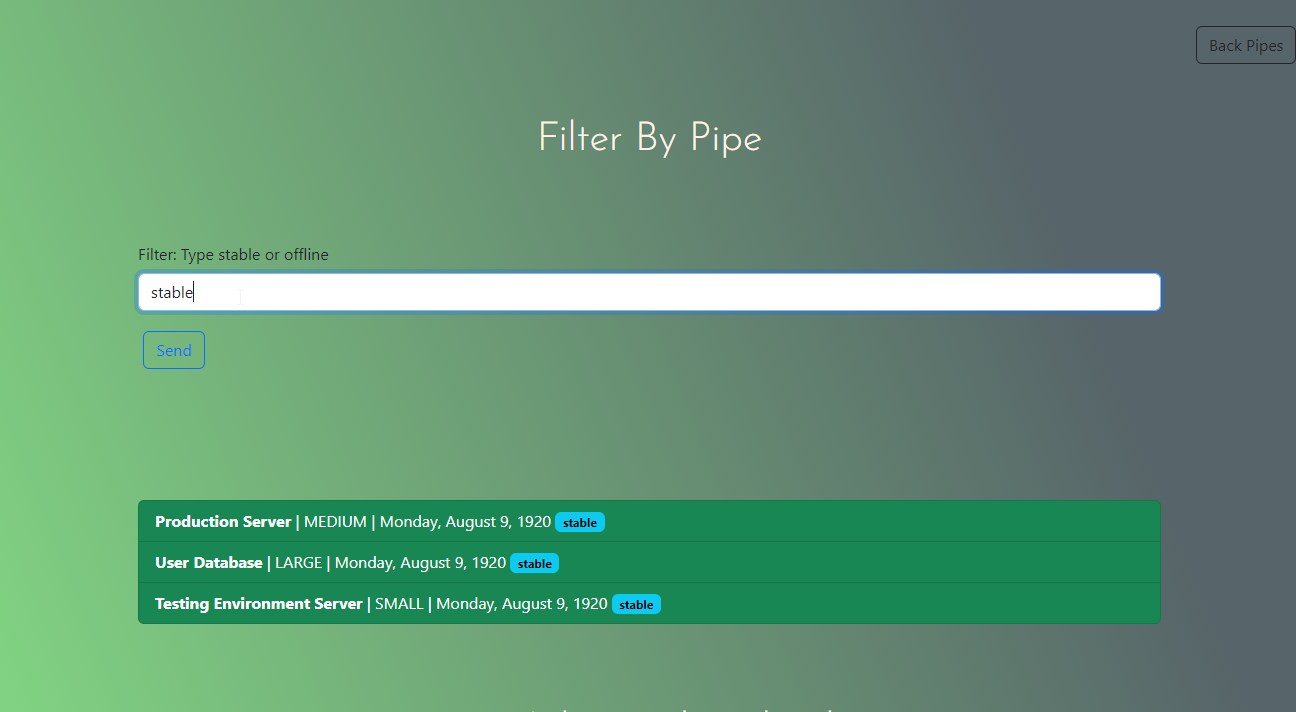 Back Pipes
Filter By Pipe
Filter: Type stable or offline
stable
Send
Production Server | MEDIUM | Monday, August 9, 1920 stable
User Database | LARGE | Monday, August 9, 1920 stable
Testing Environment Server | SMALL | Monday, August 9, 1920 stable